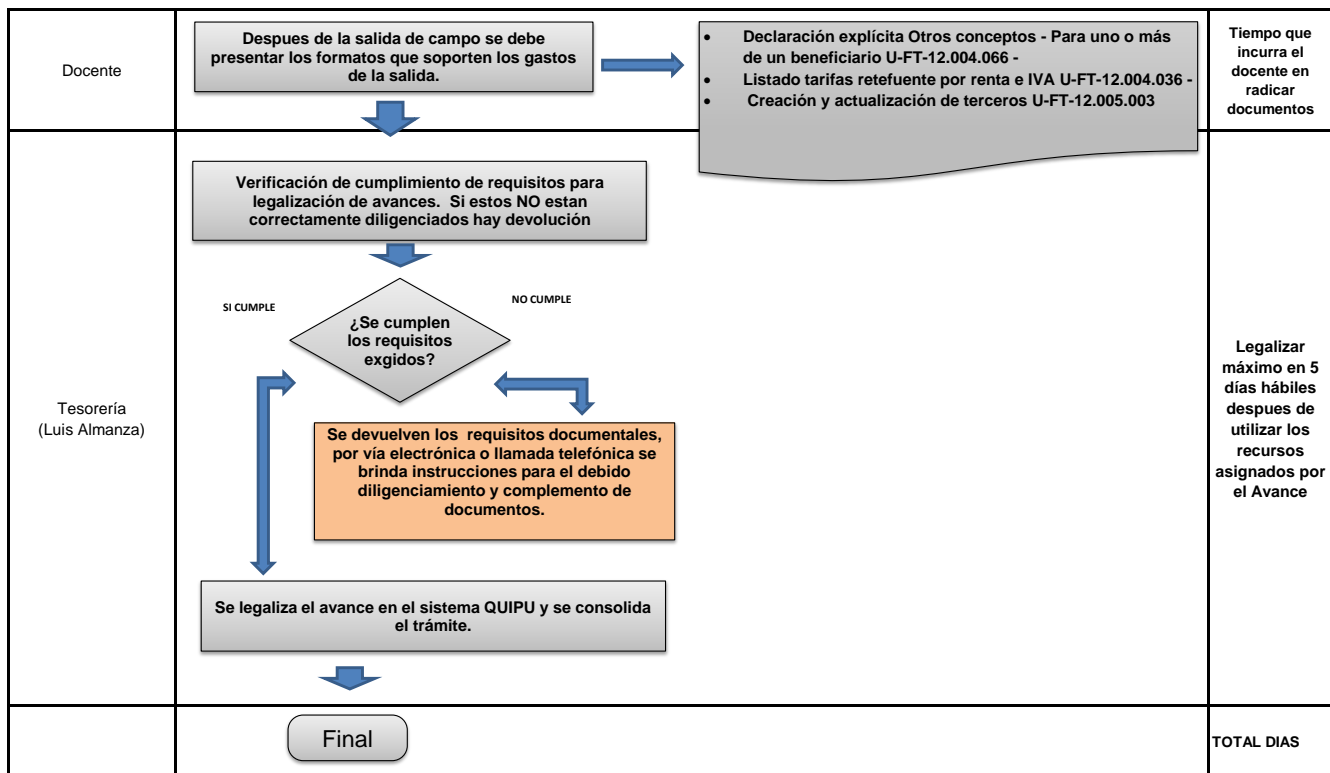 Docente
Despues de la salida de campo se debe
presentar los formatos que soporten los gastos
de la salida.
• Declaración explícita Otros conceptos - Para uno o más
de un beneficiario U-FT-12.004.066 -
• Listado tarifas retefuente por renta e IVA U-FT-12.004.036 -
• Creación y actualización de terceros U-FT-12.005.003
Tiempo que
incurra el
docente en
radicar
documentos
Tesorería
(Luis Almanza)
Verificación de cumplimiento de requisitos para
legalización de avances. Si estos NO estan
correctamente diligenciados hay devolución
SI CUMPLE
NO CUMPLE
¿Se cumplen
los requisitos
exgidos?
Se devuelven los requisitos documentales,
por vía electrónica o llamada telefónica se
brinda instrucciones para el debido
diligenciamiento y complemento de
documentos.
Se legaliza el avance en el sistema QUIPU y se consolida
el trámite.
Legalizar
máximo en 5
días hábiles
despues de
utilizar los
recursos
asignados por
el Avance
Final
TOTAL DIAS